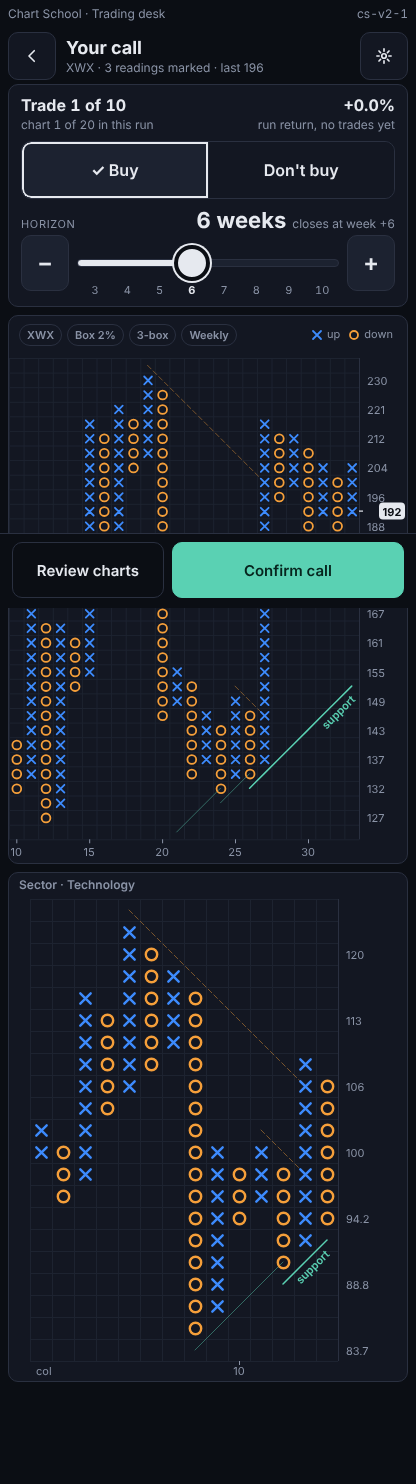 Chart School · Trading desk cs-v2-1
Your call
XWX · 3 readings marked · last 196
Trade 1 of 10 +0.0%
chart 1 of 20 in this run run return, no trades yet
✓ Buy Don't buy
HORIZON 6 weeks closes at week +6
− +
3 4 5 6 7 8 9 10
XWX Box 2% 3-box Weekly up down
230
221
212
204
196
192
188
Review charts Confirm call
167
161
155
149
support
143
137
132
127
10 15 20 25 30
Sector · Technology
120
113
106
100
94.2
support
88.8
83.7
col 10